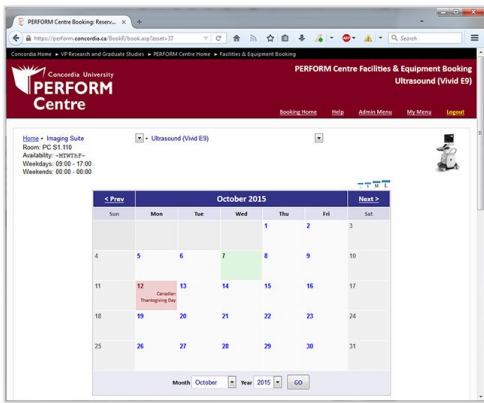 PERFORM Centre Booking: Reserv...
https://perform.concordia.ca/BookIt/book.asp?asset=37
Search
Concordia Home ▸ VP Research and Graduate Studies ▸ PERFORM Centre Home ▸ Facilities & Equipment Booking
Concordia University
PERFORM
Centre
PERFORM Centre Facilities & Equipment Booking
Ultrasound (Vivid E9)
Booking Home Help Admin Menu My Menu Logout
Home • Imaging Suite • Ultrasound (Vivid E9)
Room: PC S1.110
Availability: -MTWThF-
Weekdays: 09:00 - 17:00
Weekends: 00:00 - 00:00
< Prev October 2015 Next >
Sun Mon Tue Wed Thu Fri Sat
1 2 3
4 5 6 7 8 9 10
11 12 13 14 15 16 17
Canadian
Thanksgiving Day
18 19 20 21 22 23 24
25 26 27 28 29 30 31
Month October Year 2015 GO